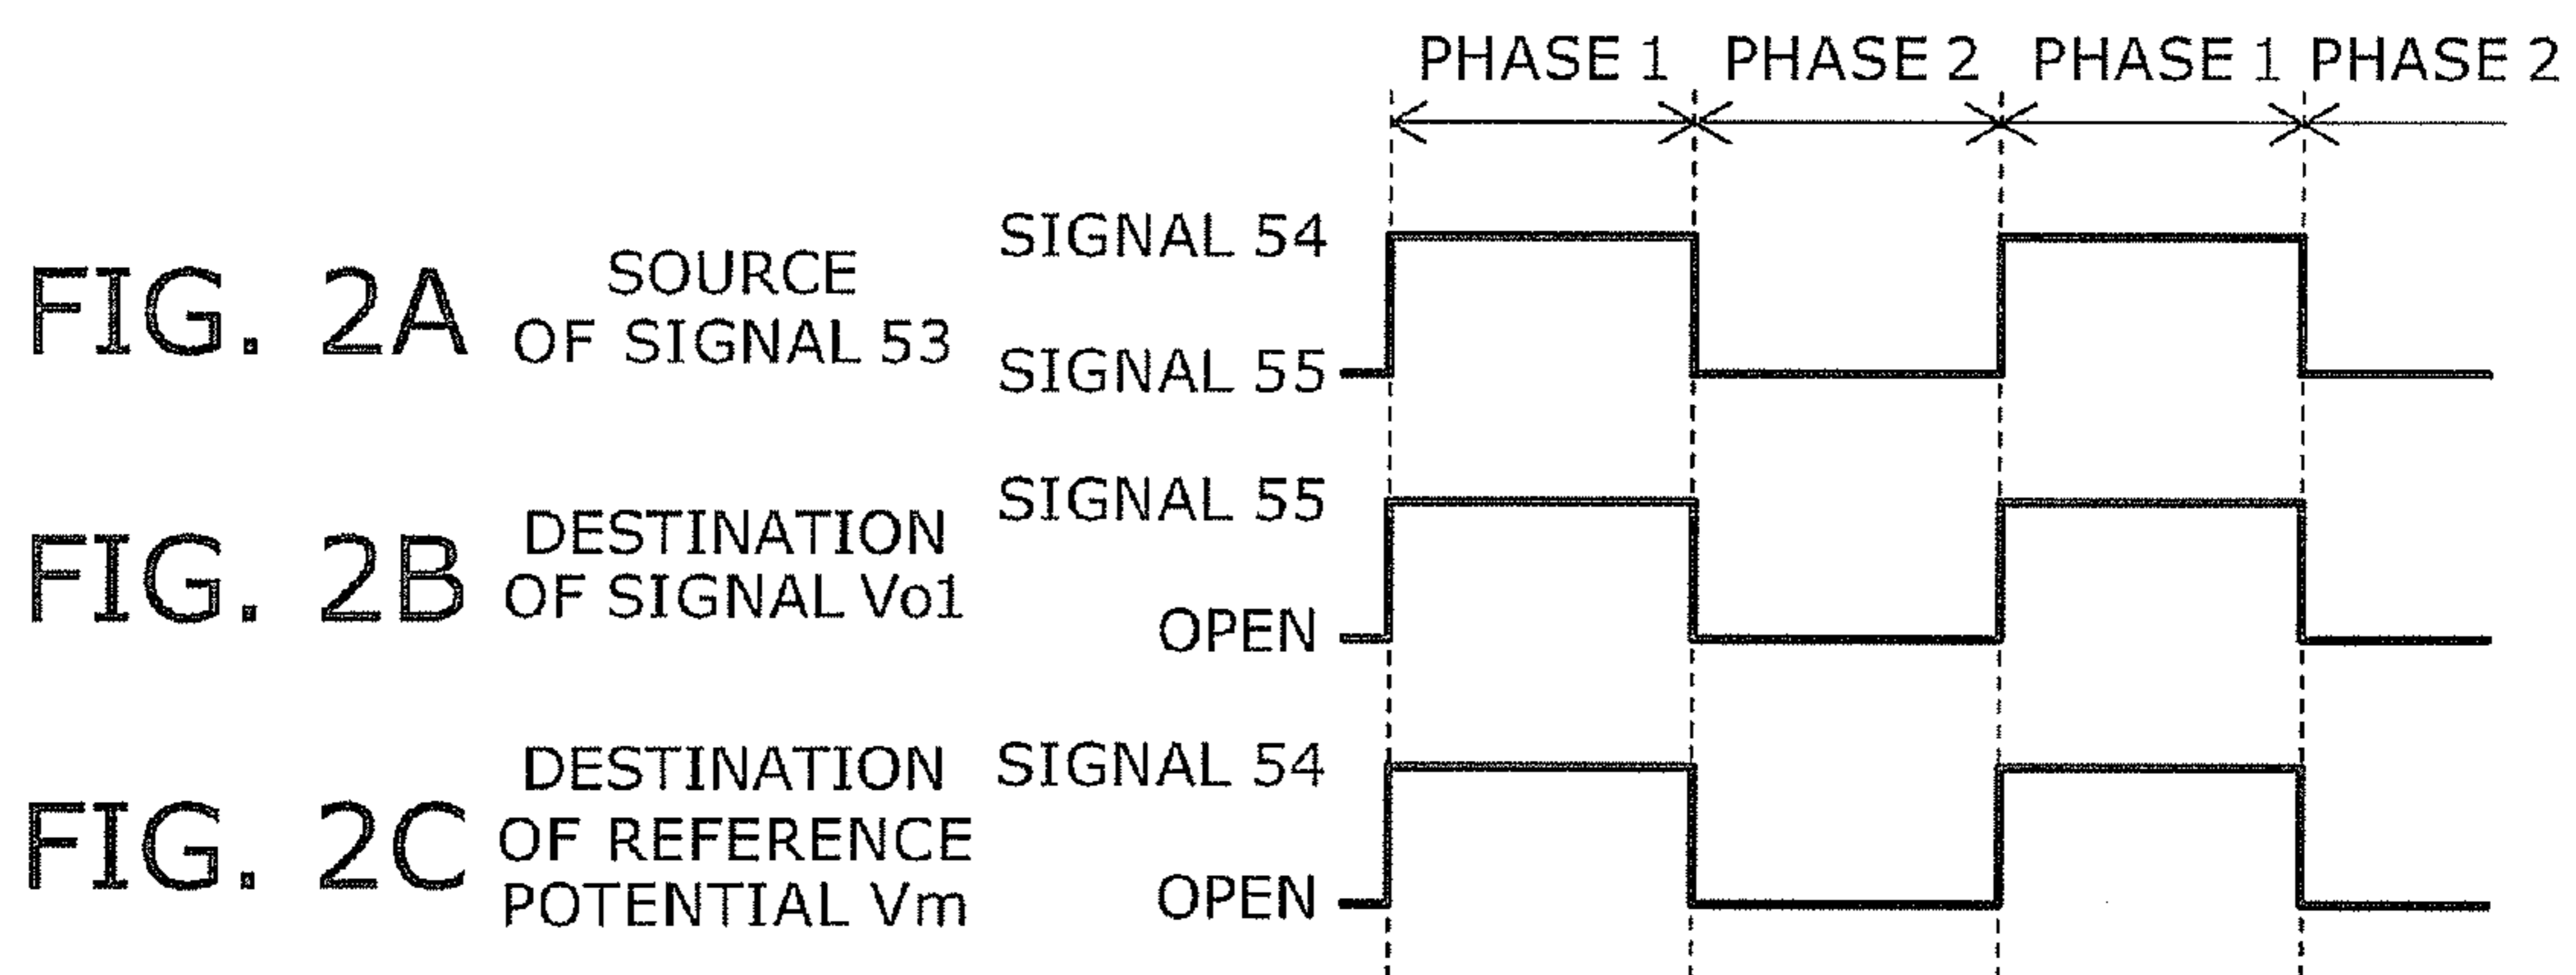 PHASE 1 PHASE 2 PHASE 1 PHASE 2
FIG. 2A
SOURCE
OF SIGNAL 53
SIGNAL 54
SIGNAL 55
FIG. 2B
DESTINATION
OF SIGNAL Vo1
SIGNAL 55
OPEN
FIG. 2C
DESTINATION
OF REFERENCE
POTENTIAL Vm
SIGNAL 54
OPEN